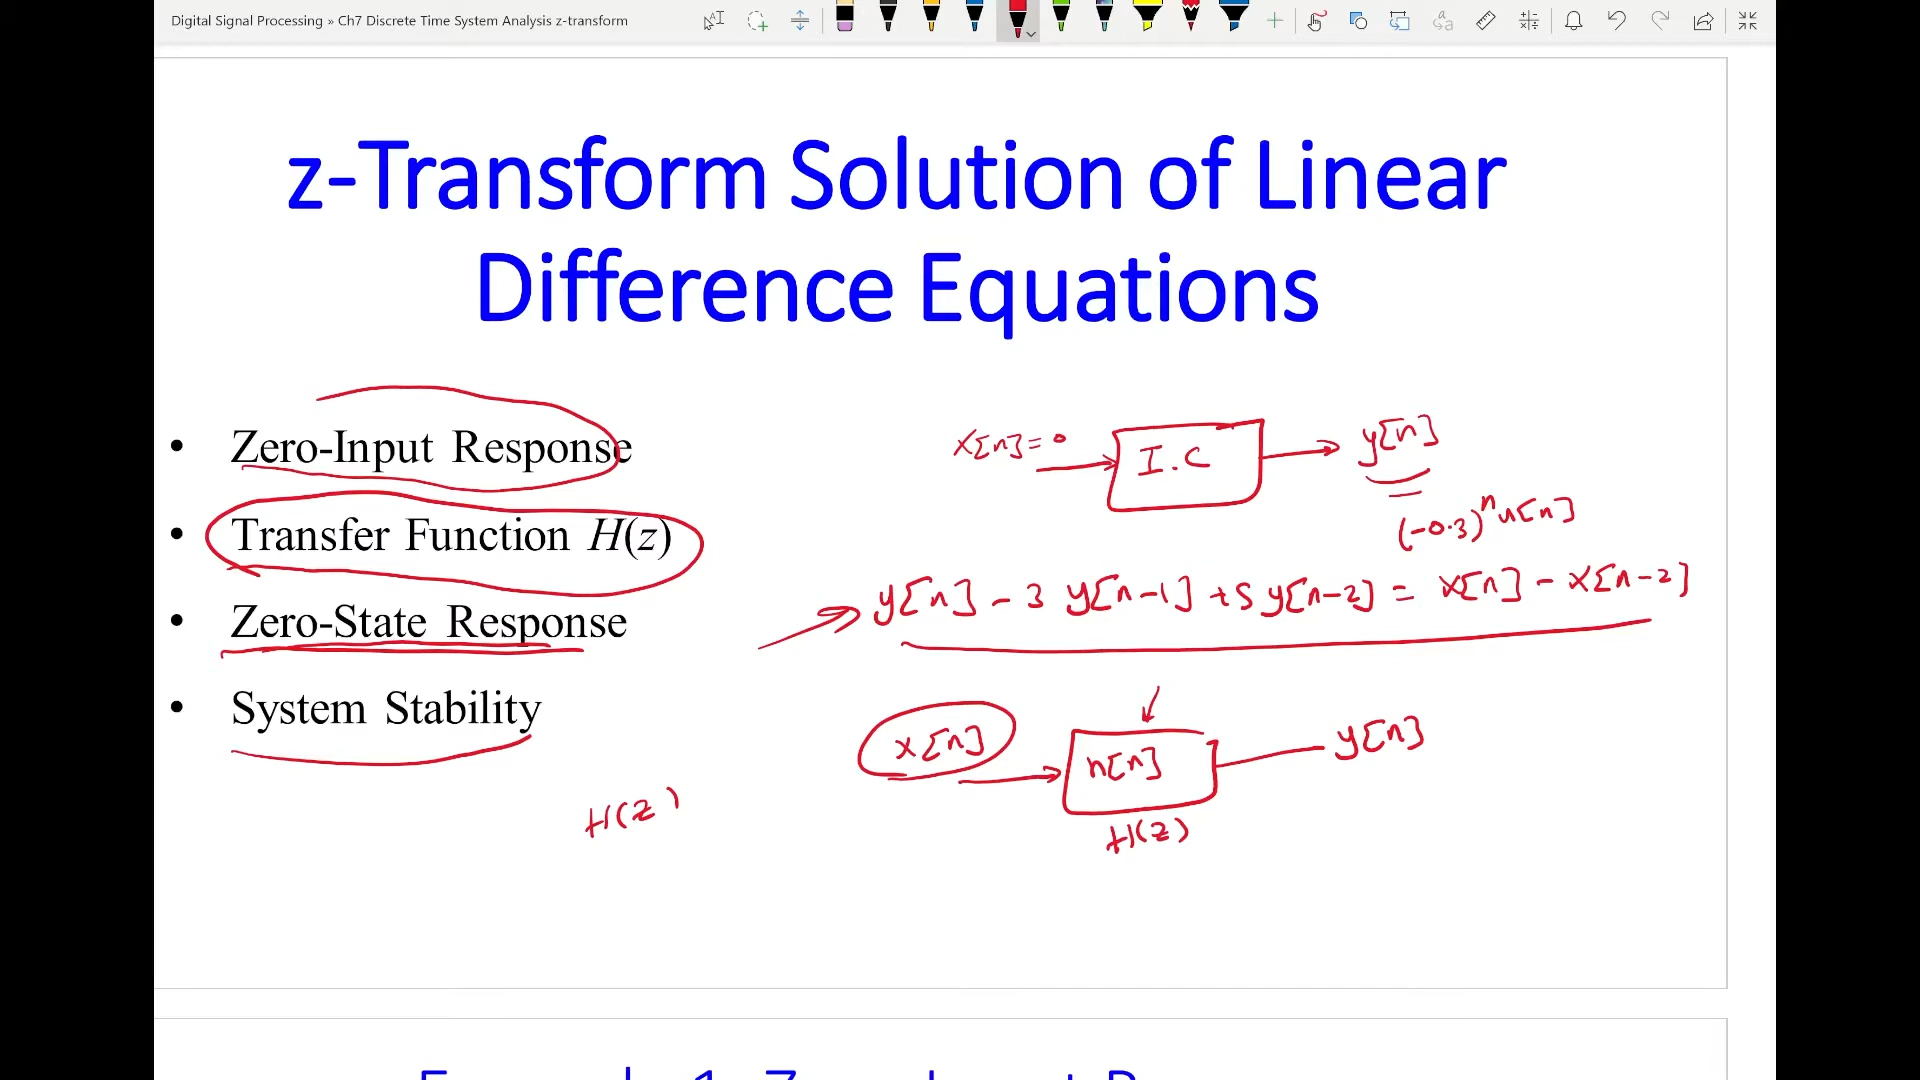 Digital Signal Processing » Ch7 Discrete Time System Analysis z-transform
z-Transform Solution of Linear
Difference Equations
• Zero-Input Response
• Transfer Function H(z)
• Zero-State Response
• System Stability
x[n]=0
I.C
y[n]
(-0.3)ⁿu[n]
y[n] - 3 y[n-1] + 5 y[n-2] = x[n] - x[n-2]
x[n]
h[n]
y[n]
H(z)
H(z)